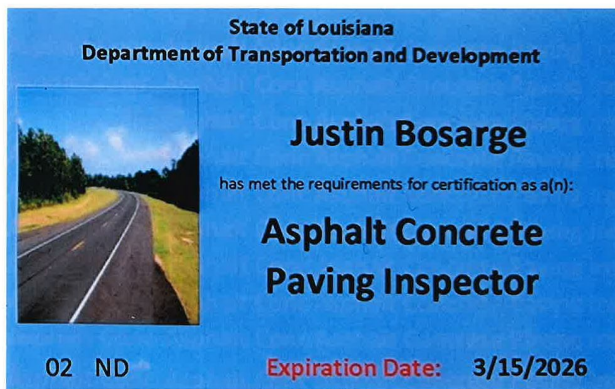 State of Louisiana
Department of Transportation and Development
Justin Bosarge
has met the requirements for certification as a(n):
Asphalt Concrete
Paving Inspector
02 ND
Expiration Date: 3/15/2026